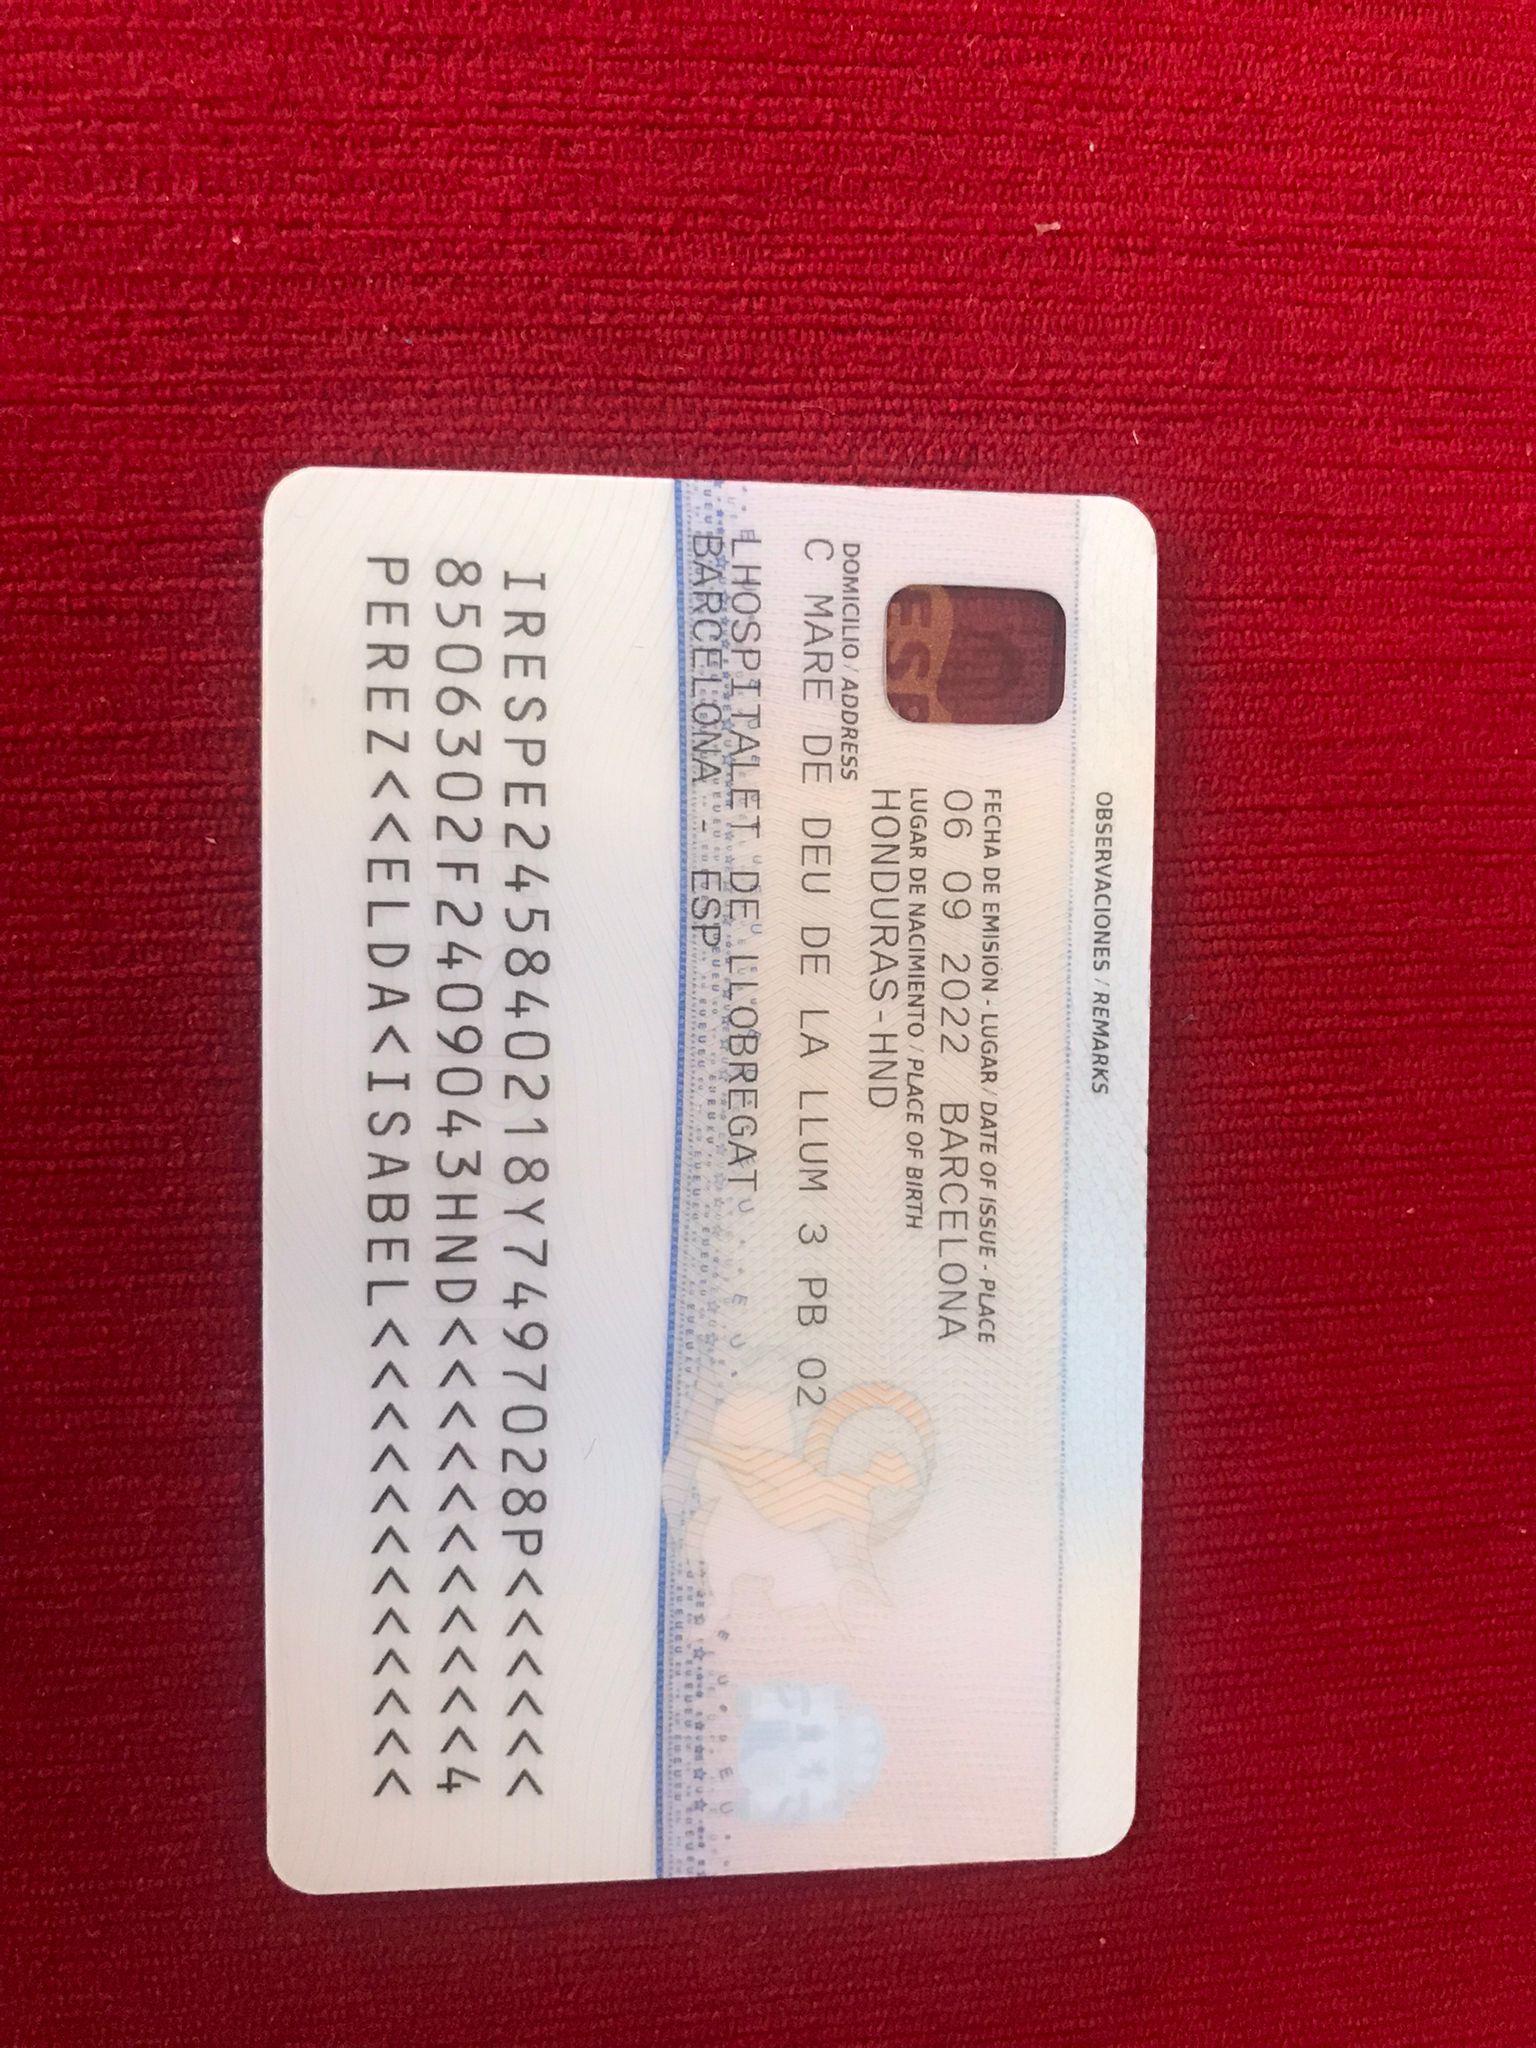 OBSERVACIONES / REMARKS
FECHA DE EMISION - LUGAR / DATE OF ISSUE - PLACE
06 09 2022 BARCELONA
LUGAR DE NACIMIENTO / PLACE OF BIRTH
HONDURAS-HND
ESP
DOMICILIO / ADDRESS
C MARE DE DEU DE LA LLUM 3 PB 02
LHOSPITALET DE LLOBREGAT
BARCELONA - ESP
IRESPE245840218Y7497028P<<<<<<
8506302F2409043HND<<<<<<<<<<<4
PEREZ<<ELDA<ISABEL<<<<<<<<<<<<